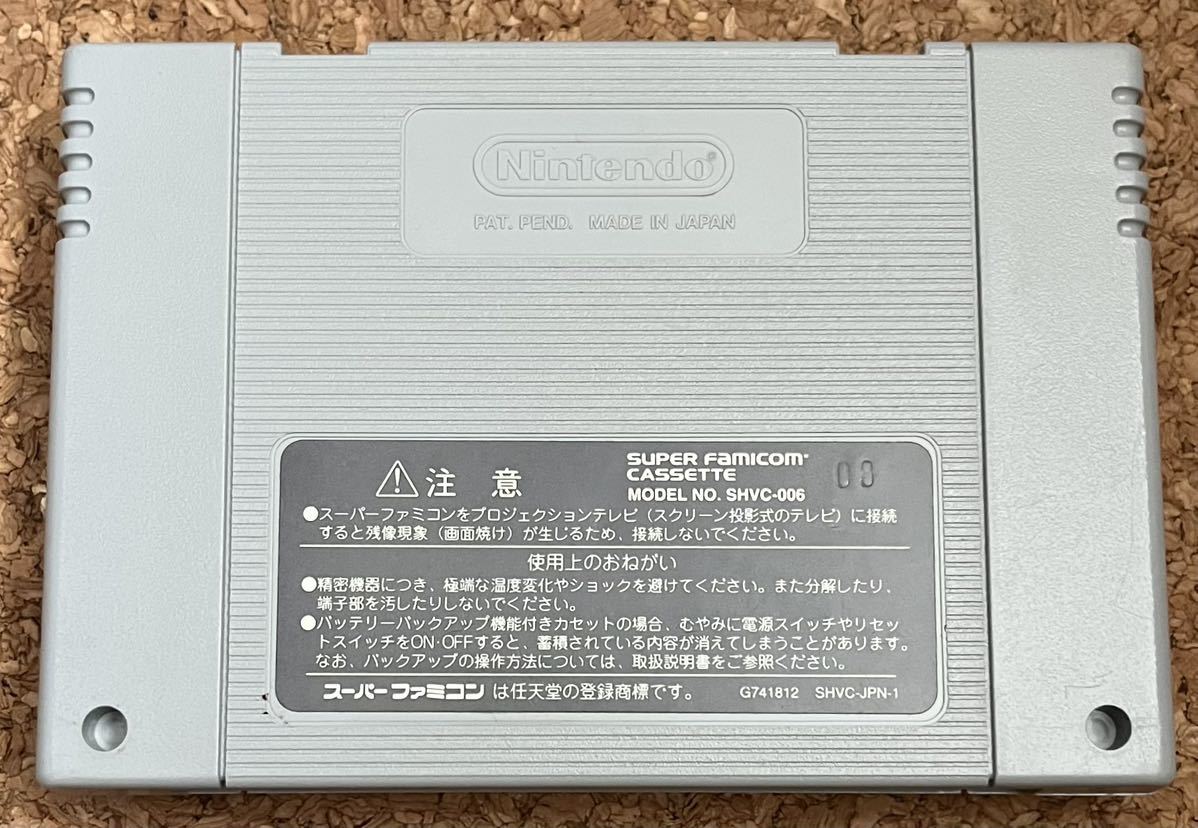 Nintendo®
PAT. PEND. MADE IN JAPAN
⚠注 意
SUPER FAMICOM™
CASSETTE
MODEL NO. SHVC-006
00
●スーパーファミコンをプロジェクションテレビ（スクリーン投影式のテレビ）に接続
すると残像現象（画面焼け）が生じるため、接続しないでください。
使用上のおねがい
●精密機器につき、極端な温度変化やショックを避けてください。また分解したり、
端子部を汚したりしないでください。
●バッテリーバックアップ機能付きカセットの場合、むやみに電源スイッチやリセッ
トスイッチをON·OFFすると、蓄積されている内容が消えてしまうことがあります。
なお、バックアップの操作方法については、取扱説明書をご参照ください。
スーパーファミコン は任天堂の登録商標です。 G741812 SHVC-JPN-1